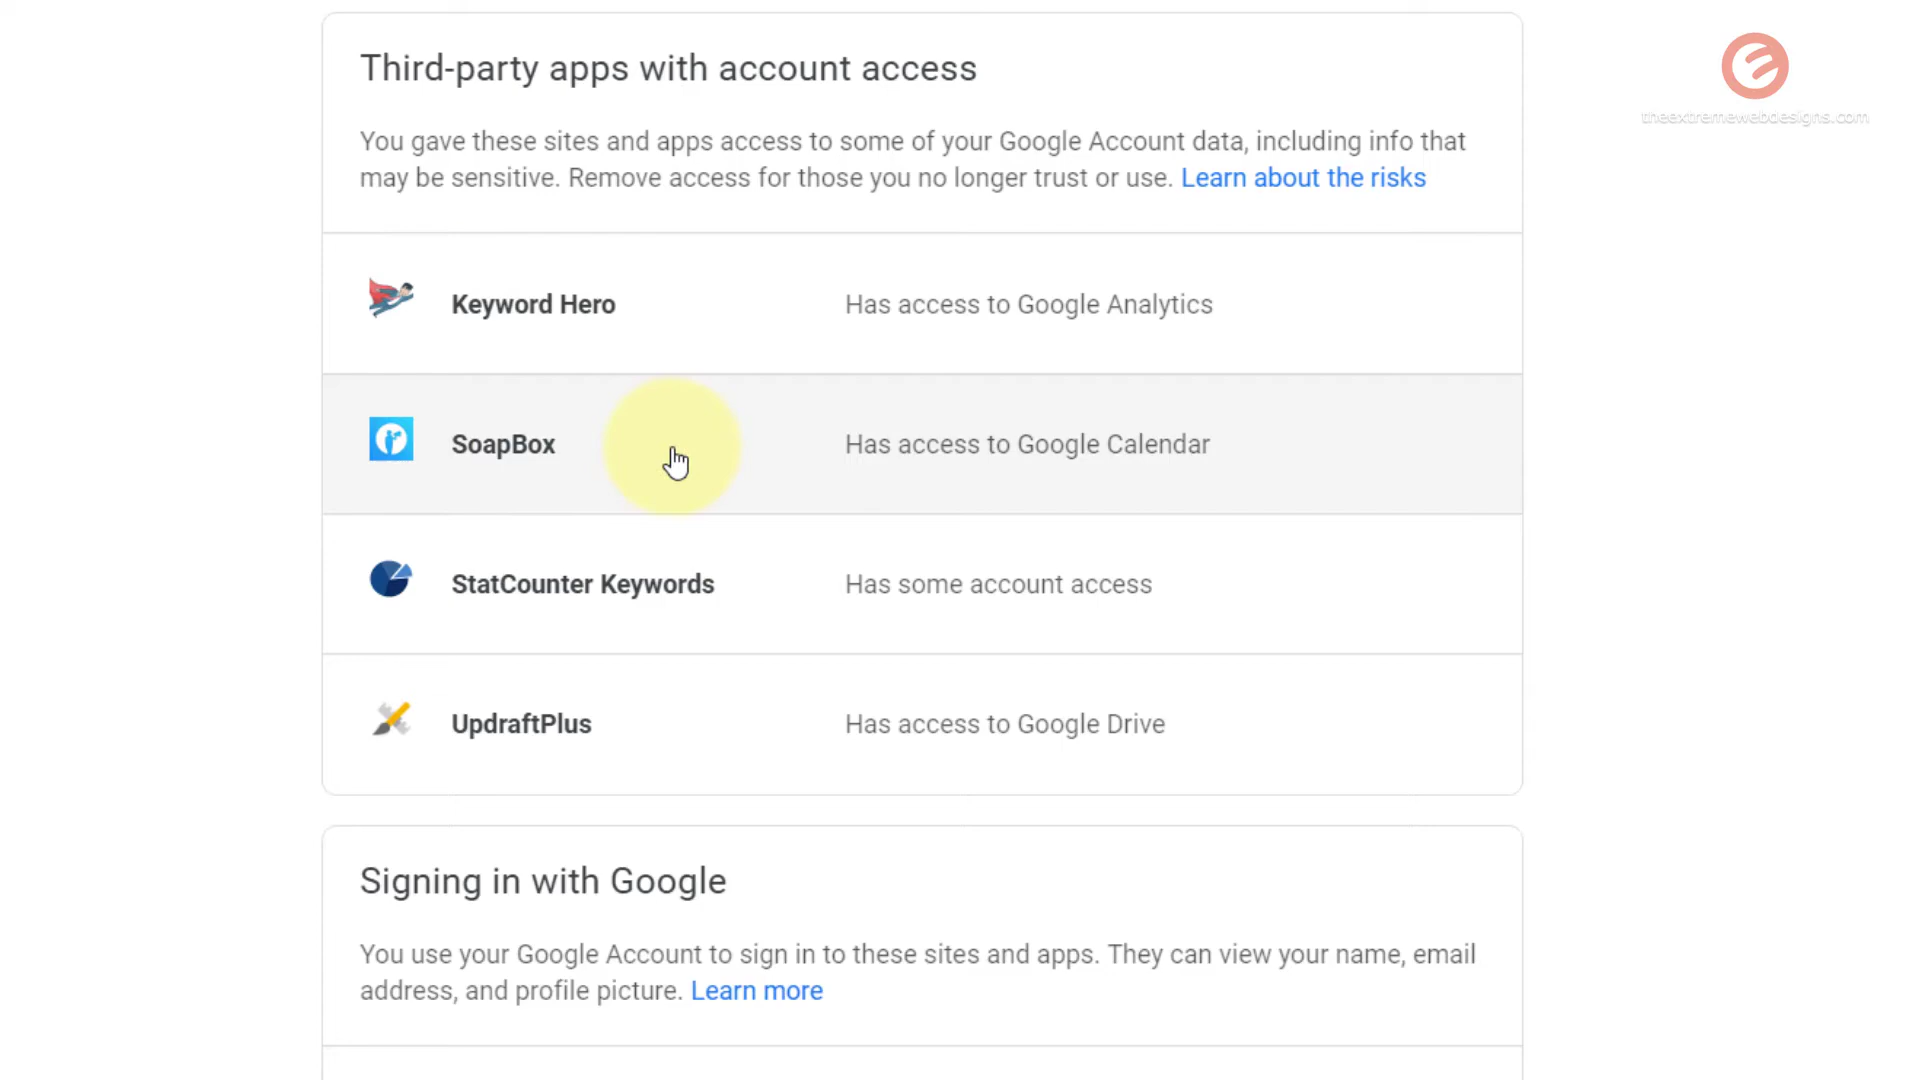 Third-party apps with account access
theextremewebdesigns.com
You gave these sites and apps access to some of your Google Account data, including info that
may be sensitive. Remove access for those you no longer trust or use. Learn about the risks
Keyword Hero Has access to Google Analytics
SoapBox Has access to Google Calendar
StatCounter Keywords Has some account access
UpdraftPlus Has access to Google Drive
Signing in with Google
You use your Google Account to sign in to these sites and apps. They can view your name, email
address, and profile picture. Learn more